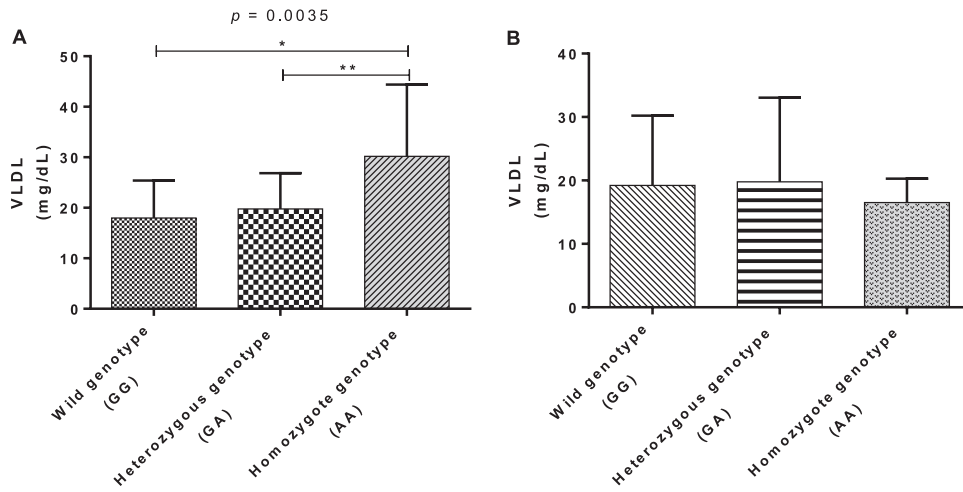 p = 0.0035
A
*
**
50
40
30
20
10
0
VLDL
(mg/dL)
Wild genotype
(GG)
Heterozygous genotype
(GA)
Homozygote genotype
(AA)
B
40
30
20
10
0
VLDL
(mg/dL)
Wild genotype
(GG)
Heterozygous genotype
(GA)
Homozygote genotype
(AA)